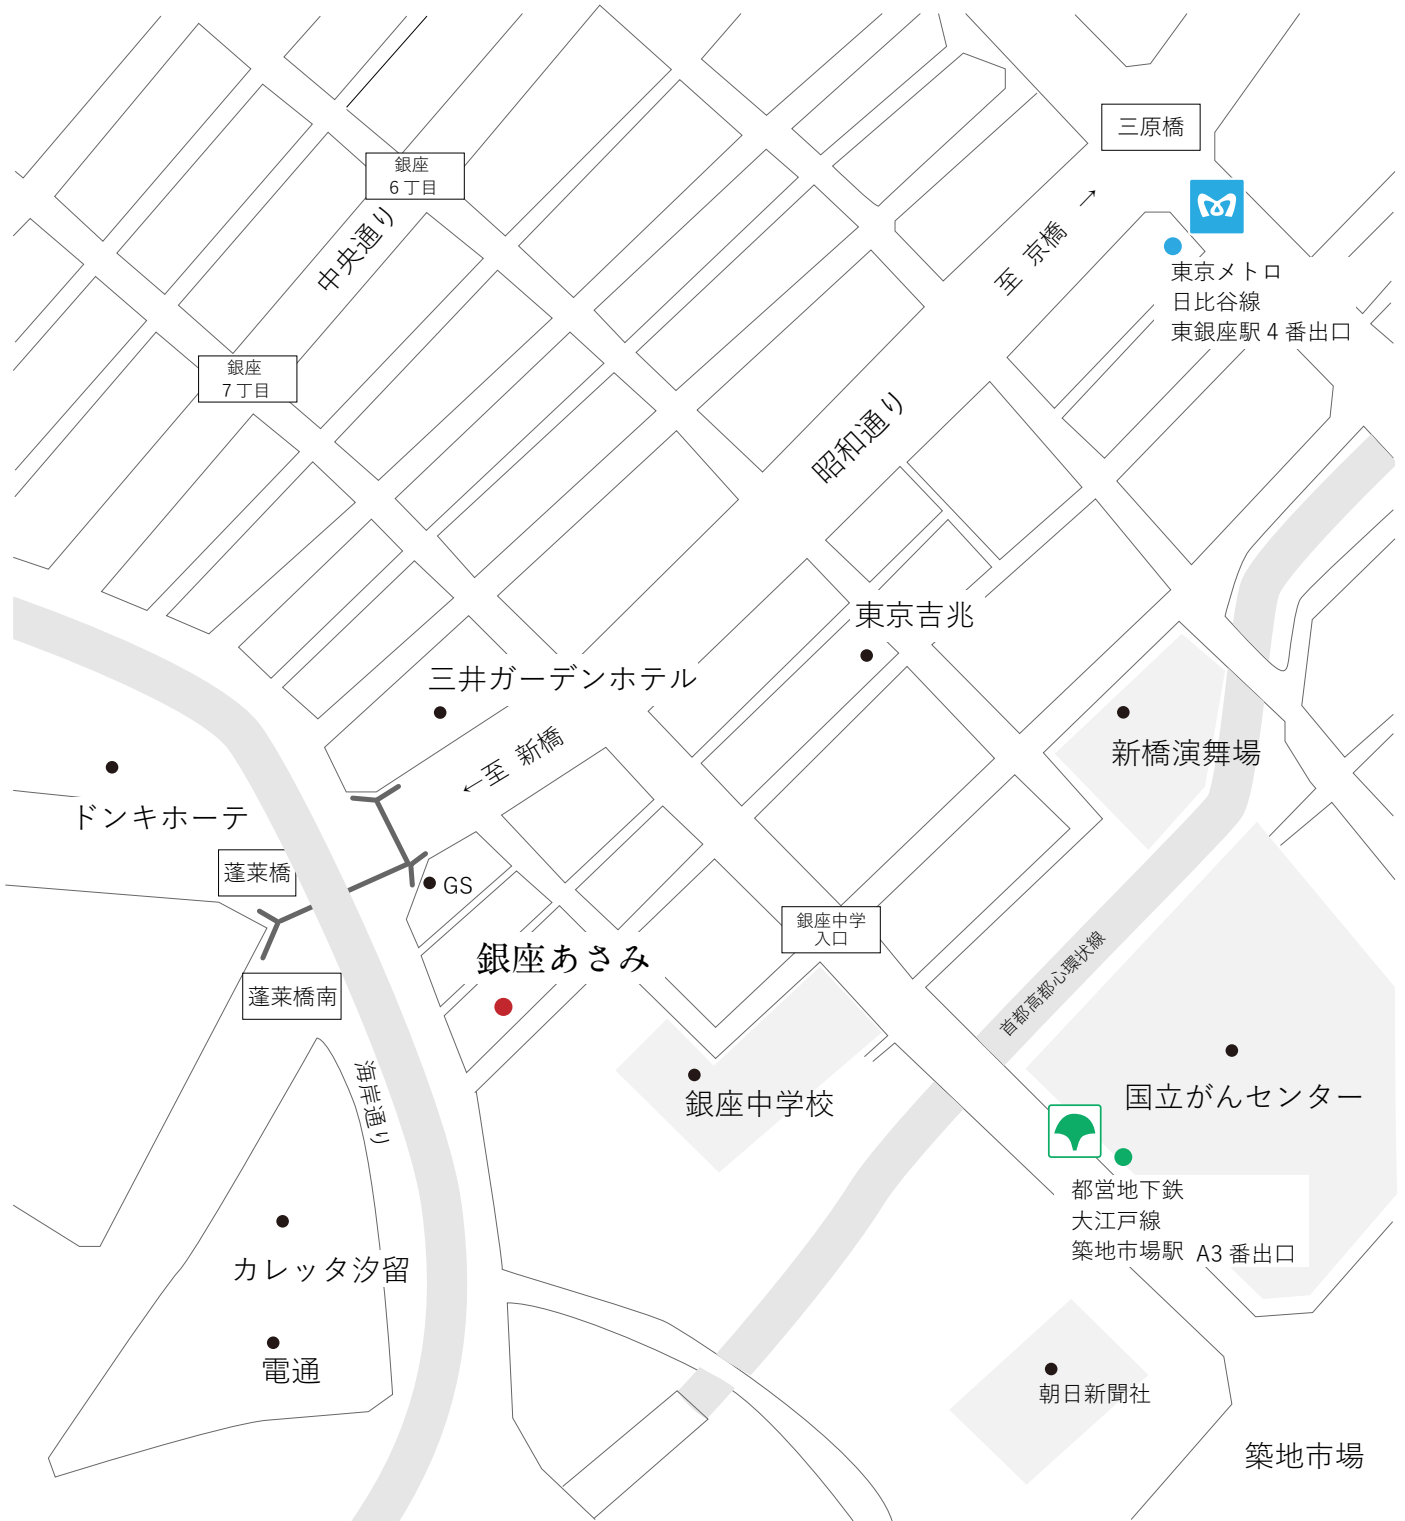 三原橋
銀座
6丁目
中央通り
至 京橋 →
東京メトロ
日比谷線
東銀座駅4番出口
銀座
7丁目
昭和通り
東京吉兆
三井ガーデンホテル
←至 新橋
新橋演舞場
ドンキホーテ
蓬莱橋
GS
銀座中学
入口
銀座あさみ
首都高都心環状線
蓬莱橋南
国立がんセンター
海岸通り
銀座中学校
都営地下鉄
大江戸線
築地市場駅 A3番出口
カレッタ汐留
電通
朝日新聞社
築地市場